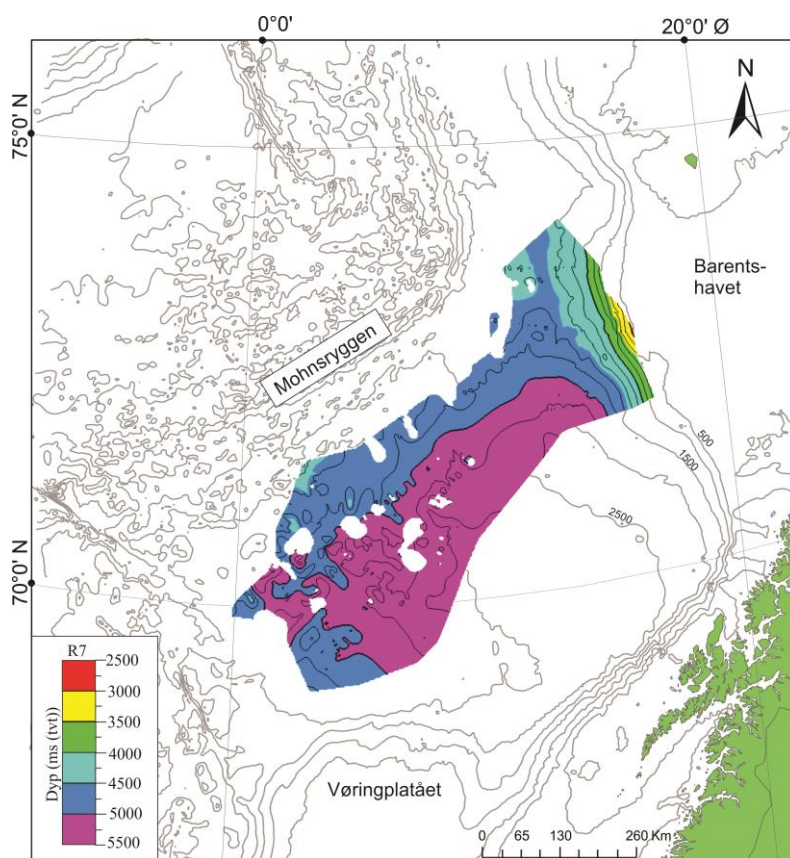 0°0'
20°0' Ø
N
75°0' N
Barents-
havet
Mohnsryggen
500
1500
2500
70°0' N
R7
2500
3000
3500
4000
4500
5000
5500
Dyp (ms (tvt))
Vøringplatået
0 65 130 260 Km